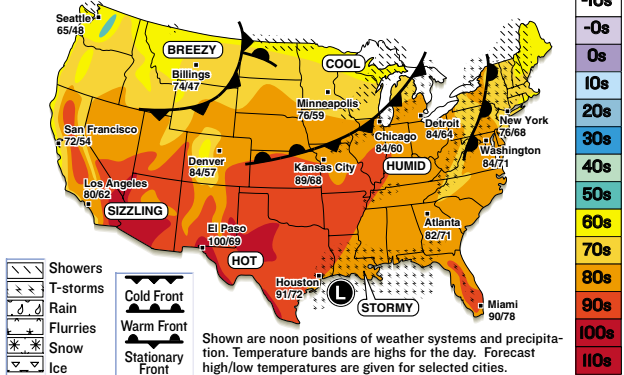 Seattle
65/48
BREEZY
Billings
74/47
COOL
Minneapolis
76/59
San Francisco
72/54
Denver
84/57
Kansas City
89/68
Chicago
84/60
Detroit
84/64
New York
76/68
Washington
84/71
HUMID
Los Angeles
80/62
SIZZLING
El Paso
100/69
HOT
Atlanta
82/71
Houston
91/72
L
STORMY
Miami
90/78
Showers
T-storms
Rain
Flurries
Snow
Ice
Cold Front
Warm Front
Stationary
Front
Shown are noon positions of weather systems and precipita-
tion. Temperature bands are highs for the day. Forecast
high/low temperatures are given for selected cities.
-10s
-0s
0s
10s
20s
30s
40s
50s
60s
70s
80s
90s
100s
110s